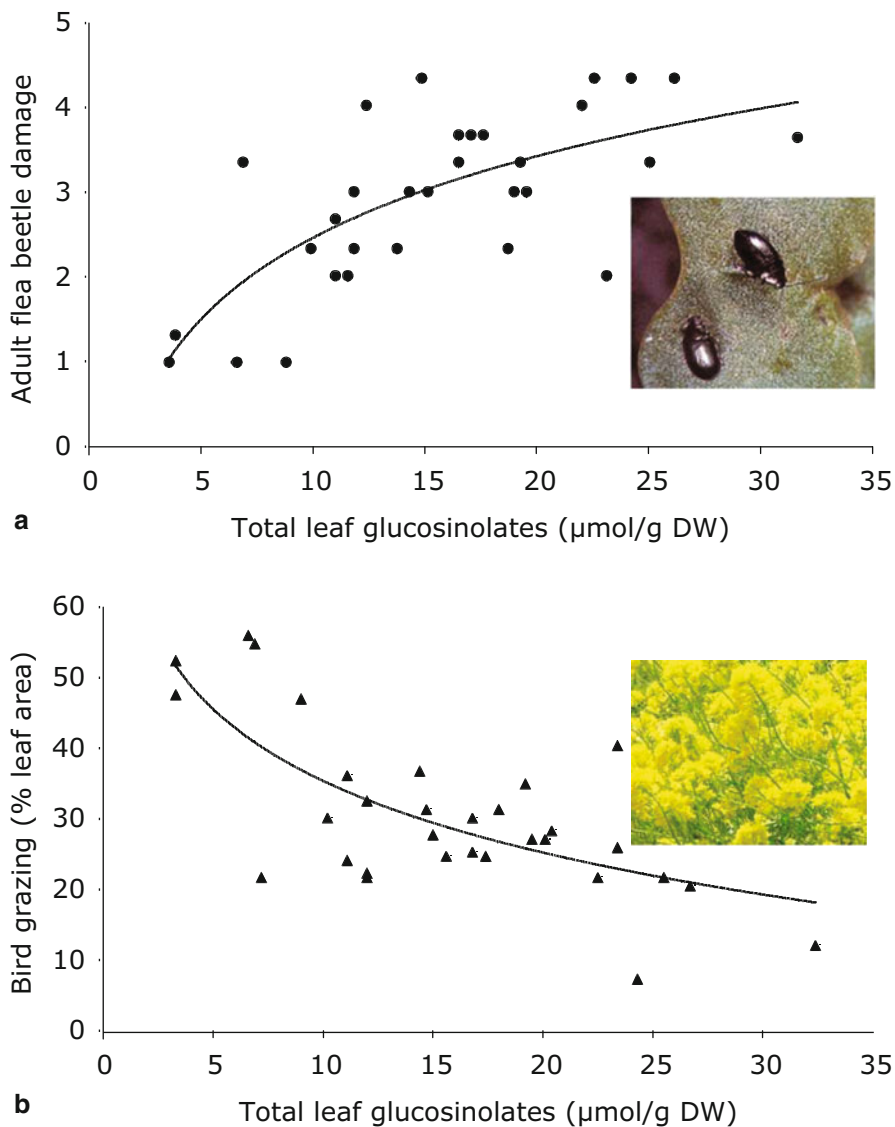 5
4
3
2
1
0
Adult flea beetle damage
0 5 10 15 20 25 30 35
a
Total leaf glucosinolates (µmol/g DW)
60
50
40
30
20
10
0
Bird grazing (% leaf area)
0 5 10 15 20 25 30 35
b
Total leaf glucosinolates (µmol/g DW)